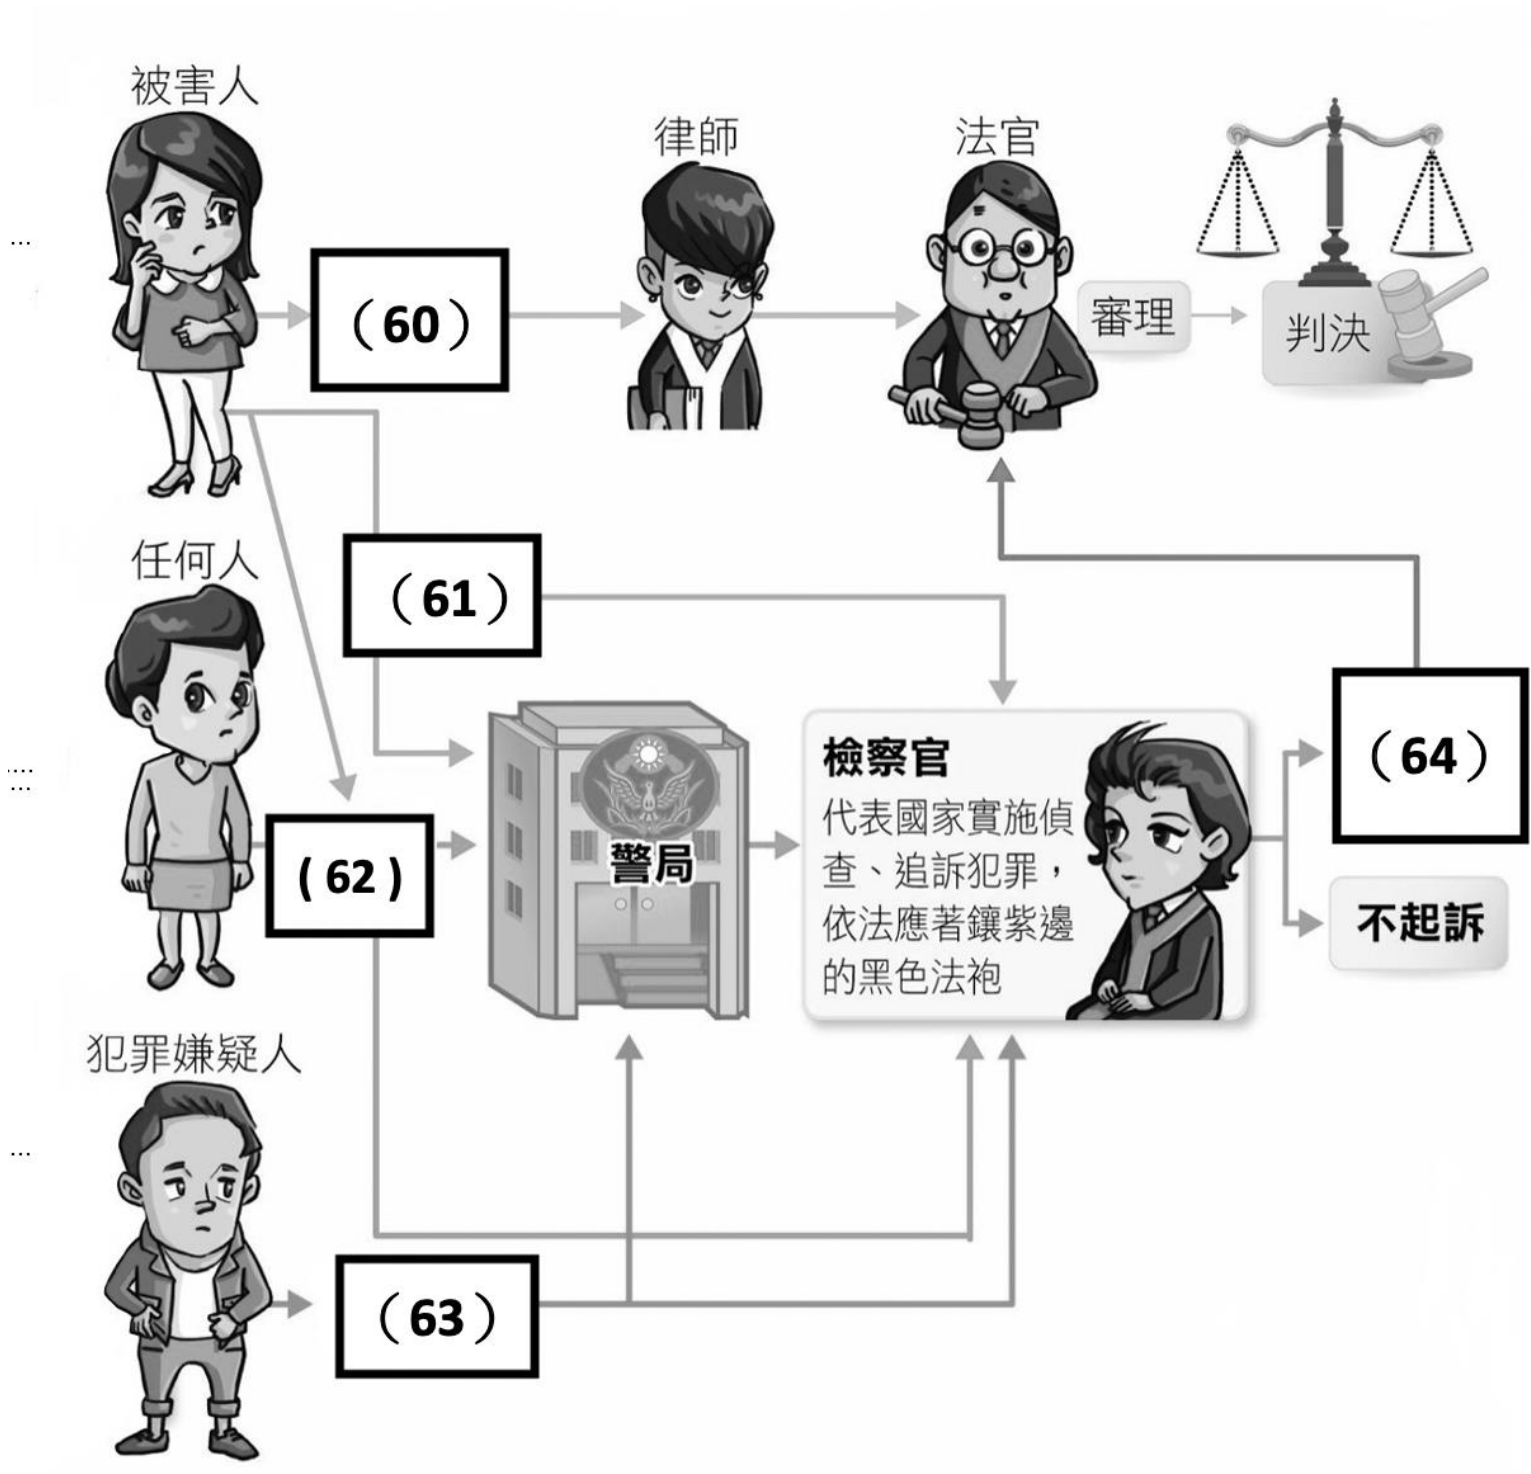 被害人
律師
法官
（60）
審理
判決
任何人
（61）
檢察官
代表國家實施偵
查、追訴犯罪，
依法應著鑲紫邊
的黑色法袍
（64）
警局
(62)
不起訴
犯罪嫌疑人
（63）